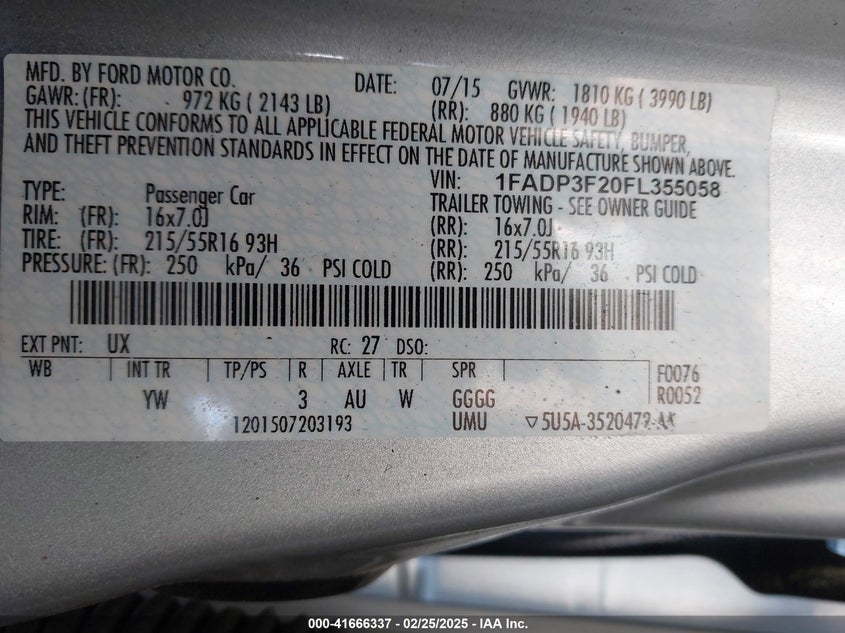 MFD. BY FORD MOTOR CO. DATE: 07/15 GVWR: 1810 KG ( 3990 LB)
GAWR: (FR): 972 KG ( 2143 LB) (RR): 880 KG ( 1940 LB)
THIS VEHICLE CONFORMS TO ALL APPLICABLE FEDERAL MOTOR VEHICLE SAFETY, BUMPER,
AND THEFT PREVENTION STANDARDS IN EFFECT ON THE DATE OF MANUFACTURE SHOWN ABOVE.
VIN: 1FADP3F20FL355058
TYPE: Passenger Car TRAILER TOWING - SEE OWNER GUIDE
RIM: (FR): 16x7.0J (RR): 16x7.0J
TIRE: (FR): 215/55R16 93H (RR): 215/55R16 93H
PRESSURE: (FR): 250 kPa/ 36 PSI COLD (RR): 250 kPa/ 36 PSI COLD
EXT PNT: UX RC: 27 DSO:
WB INT TR TP/PS R AXLE TR SPR F0076
YW 3 AU W GGGG R0052
1201507203193 UMU ▽5U5A-3520472-AK
000-41666337 - 02/25/2025 - IAA Inc.